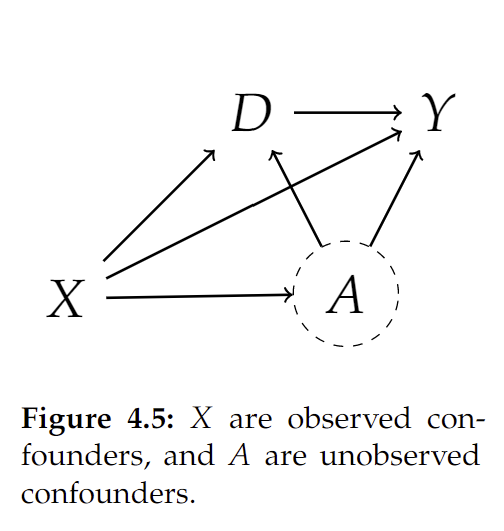 D Y
X A
Figure 4.5: X are observed con-
founders, and A are unobserved
confounders.